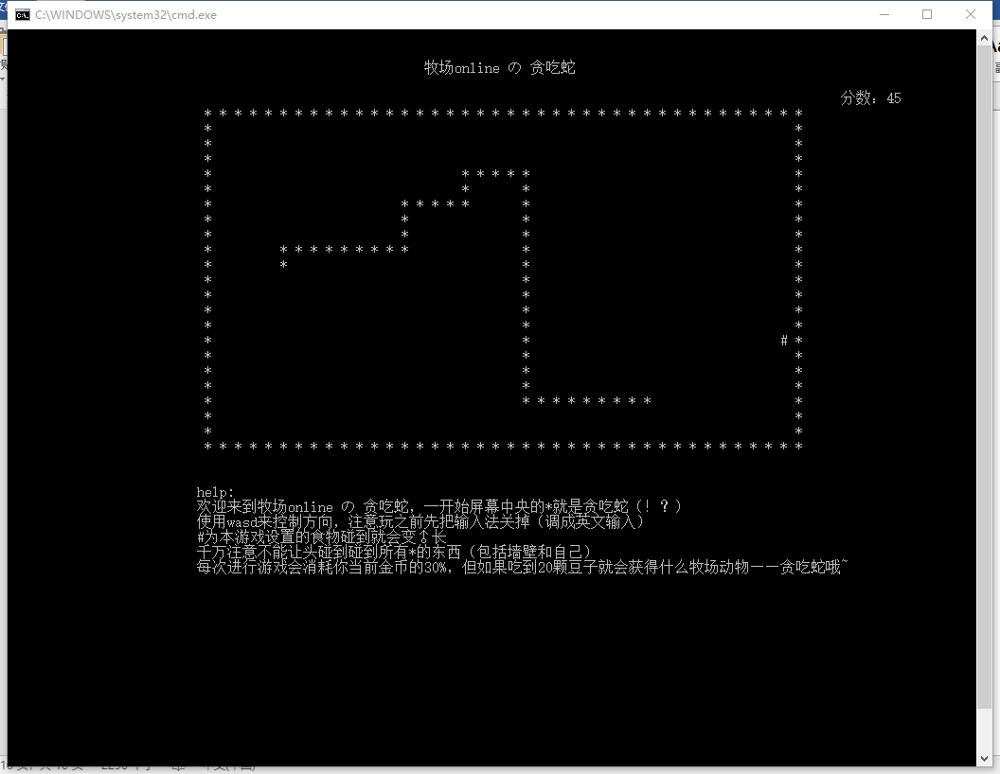 C:\WINDOWS\system32\cmd.exe
牧场online の 贪吃蛇
分数：45
help:
欢迎来到牧场online の 贪吃蛇，一开始屏幕中央的*就是贪吃蛇（！？）
使用wasd来控制方向，注意玩之前先把输入法关掉（调成英文输入）
#为本游戏设置的食物碰到就会变↕长
千万注意不能让头碰到碰到所有*的东西（包括墙壁和自己）
每次进行游戏会消耗你当前金币的30%，但如果吃到20颗豆子就会获得什么牧场动物——贪吃蛇哦~